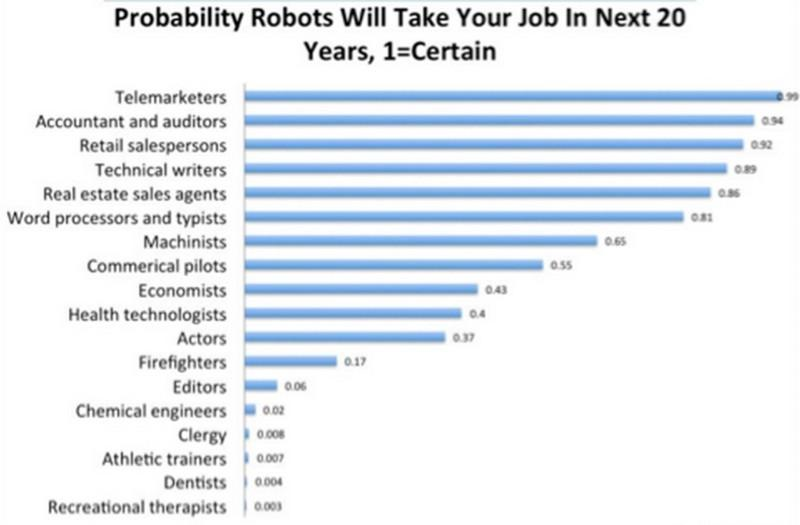 Probability Robots Will Take Your Job In Next 20
Years, 1=Certain
Telemarketers 0.99
Accountant and auditors 0.94
Retail salespersons 0.92
Technical writers 0.89
Real estate sales agents 0.86
Word processors and typists 0.81
Machinists 0.65
Commerical pilots 0.55
Economists 0.43
Health technologists 0.4
Actors 0.37
Firefighters 0.17
Editors 0.06
Chemical engineers 0.02
Clergy 0.008
Athletic trainers 0.007
Dentists 0.004
Recreational therapists 0.003